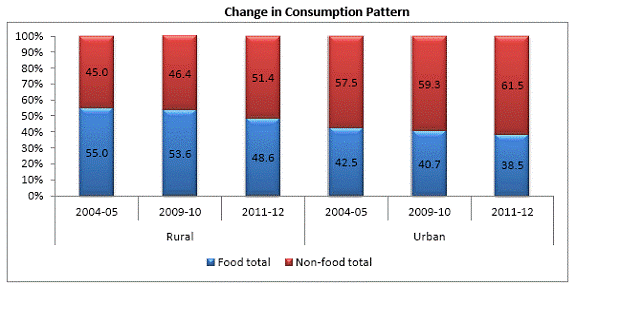 Change in Consumption Pattern
100%
90%
80%
70%
60%
50%
40%
30%
20%
10%
0%
45.0 46.4 51.4 57.5 59.3 61.5
55.0 53.6 48.6 42.5 40.7 38.5
2004-05 2009-10 2011-12 2004-05 2009-10 2011-12
Rural Urban
Food total Non-food total